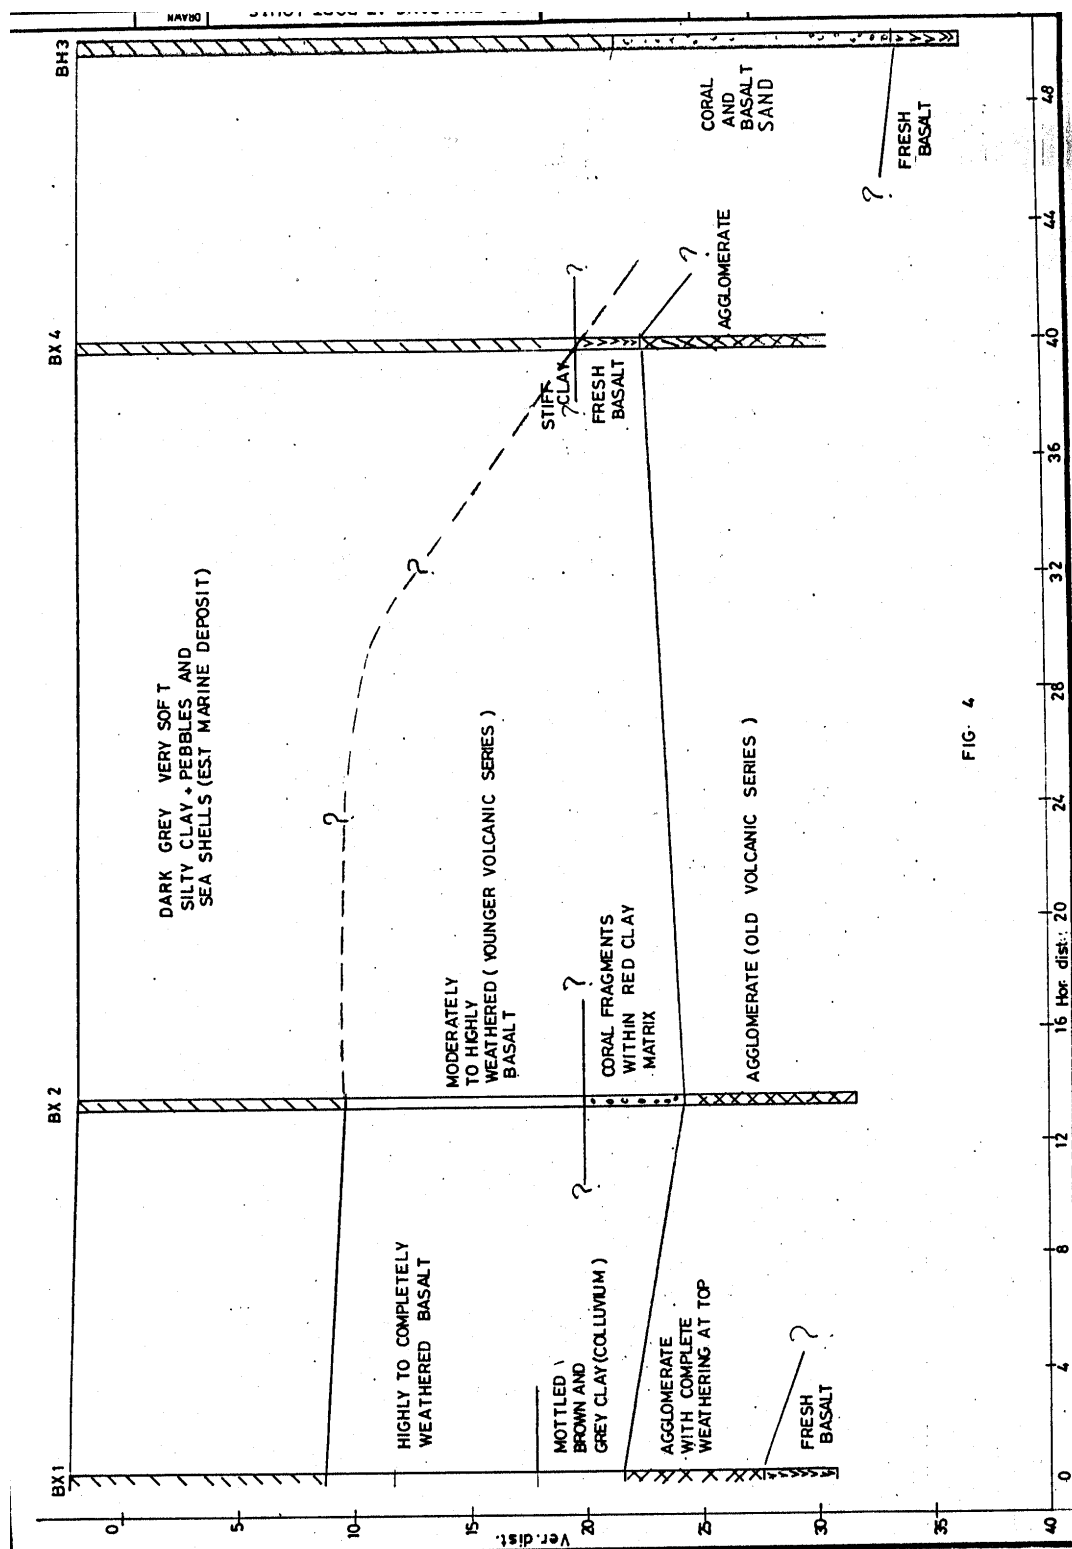 DRAWN
BX 1
BX 2
BX 4
BH3
DARK GREY VERY SOFT
SILTY CLAY + PEBBLES AND
SEA SHELLS (EST MARINE DEPOSIT)
HIGHLY TO COMPLETELY
WEATHERED BASALT
MODERATELY
TO HIGHLY
WEATHERED ( YOUNGER VOLCANIC SERIES )
BASALT
?
?
STIFF
CLAY
?
?
FRESH
BASALT
?
AGGLOMERATE
CORAL
AND
BASALT
SAND
?
FRESH
BASALT
MOTTLED
BROWN AND
GREY CLAY (COLLUVIUM )
?
?
CORAL FRAGMENTS
WITHIN RED CLAY
MATRIX
AGGLOMERATE
WITH COMPLETE
WEATHERING AT TOP
AGGLOMERATE ( OLD VOLCANIC SERIES )
?
FRESH
BASALT
FIG. 4
0
5
10
15
20
25
30
35
40
Ver. dist.
0
4
8
12
16
20
24
28
32
36
40
44
48
Hor dist: